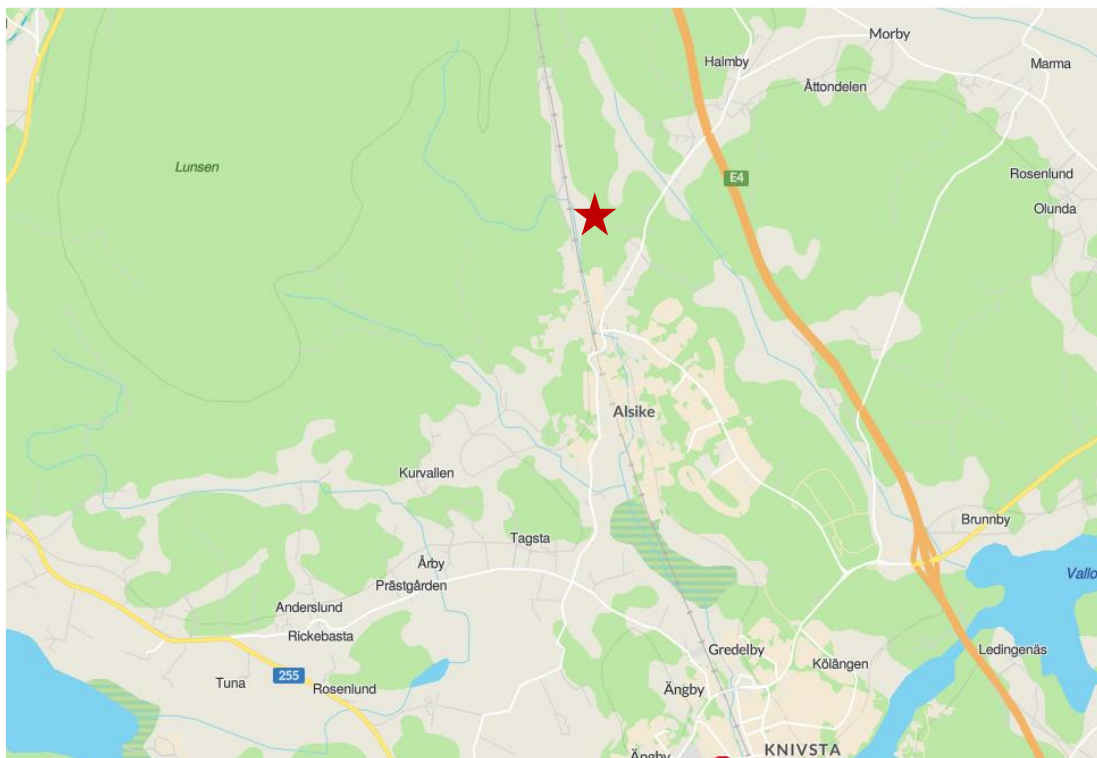 Morby
Halmby
Marma
Åttondelen
Lunsen
E4
Rosenlund
Olunda
Alsike
Kurvallen
Brunnby
Tagsta
Årby
Vallo
Prästgården
Anderslund
Rickebasta
Ledingenäs
Gredelby
Kölängen
255
Tuna
Rosenlund
Ängby
KNIVSTA
Ängby